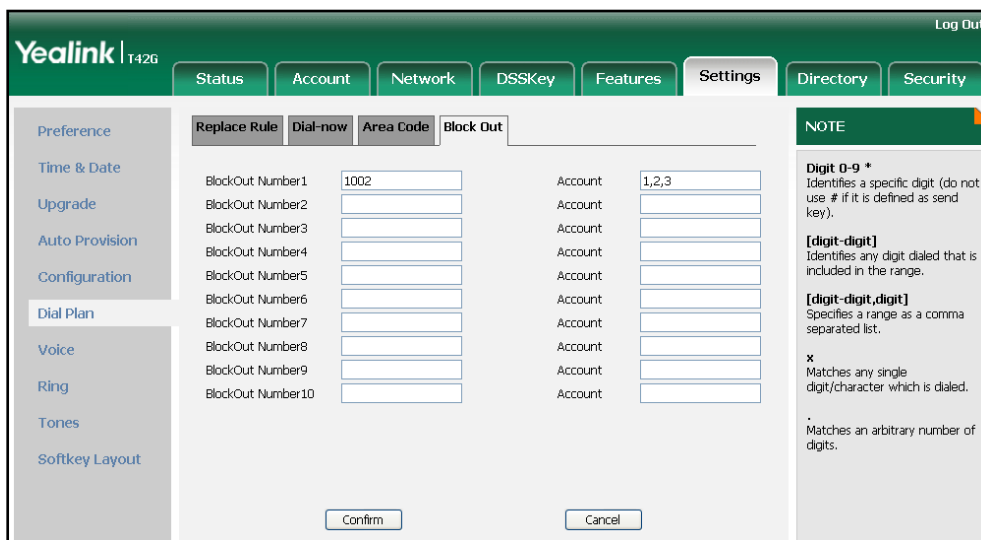 Log Out
Yealink | T42G
Status Account Network DSSKey Features Settings Directory Security
Preference
Time & Date
Upgrade
Auto Provision
Configuration
Dial Plan
Voice
Ring
Tones
Softkey Layout
Replace Rule Dial-now Area Code Block Out
BlockOut Number1 1002 Account 1,2,3
BlockOut Number2 Account
BlockOut Number3 Account
BlockOut Number4 Account
BlockOut Number5 Account
BlockOut Number6 Account
BlockOut Number7 Account
BlockOut Number8 Account
BlockOut Number9 Account
BlockOut Number10 Account
Confirm Cancel
NOTE
Digit 0-9 *
Identifies a specific digit (do not
use # if it is defined as send
key).
[digit-digit]
Identifies any digit dialed that is
included in the range.
[digit-digit,digit]
Specifies a range as a comma
separated list.
x
Matches any single
digit/character which is dialed.
.
Matches an arbitrary number of
digits.